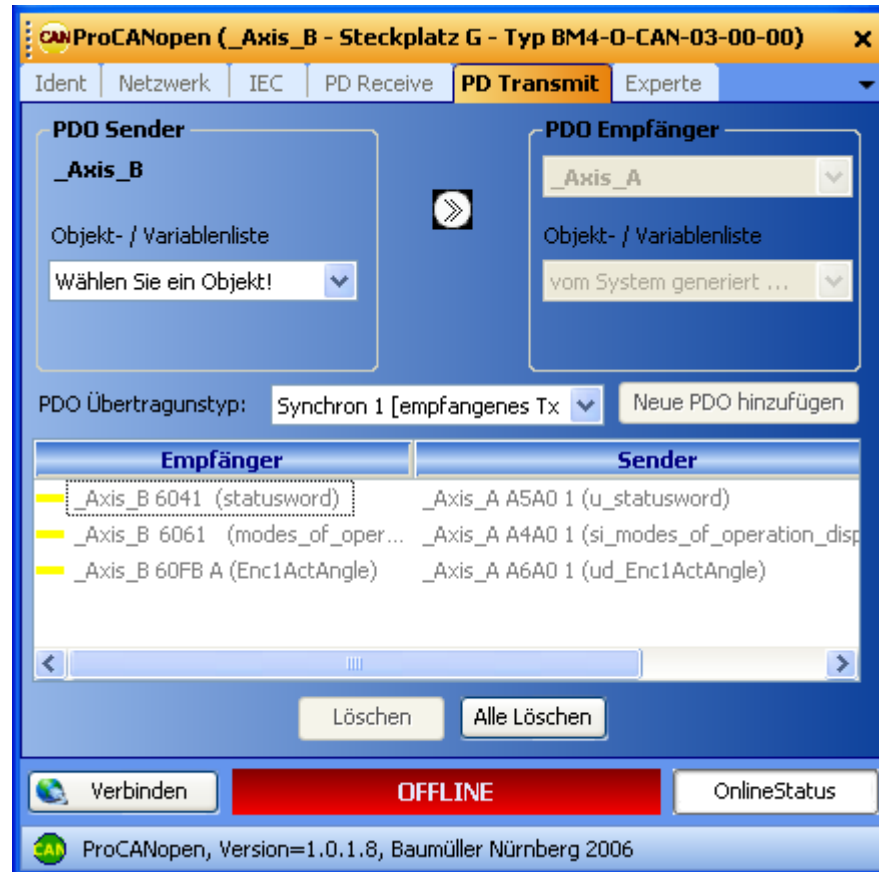 CAN ProCANopen (_Axis_B - Steckplatz G - Typ BM4-O-CAN-03-00-00)
Ident Netzwerk IEC PD Receive PD Transmit Experte
PDO Sender
_Axis_B
Objekt- / Variablenliste
Wählen Sie ein Objekt!
PDO Empfänger
_Axis_A
Objekt- / Variablenliste
vom System generiert ...
PDO Übertragunstyp: Synchron 1 [empfangenes Tx Neue PDO hinzufügen
Empfänger Sender
_Axis_B 6041 (statusword) _Axis_A A5A0 1 (u_statusword)
_Axis_B 6061 (modes_of_oper... _Axis_A A4A0 1 (si_modes_of_operation_disp
_Axis_B 60FB A (Enc1ActAngle) _Axis_A A6A0 1 (ud_Enc1ActAngle)
Löschen Alle Löschen
Verbinden OFFLINE OnlineStatus
CAN ProCANopen, Version=1.0.1.8, Baumüller Nürnberg 2006